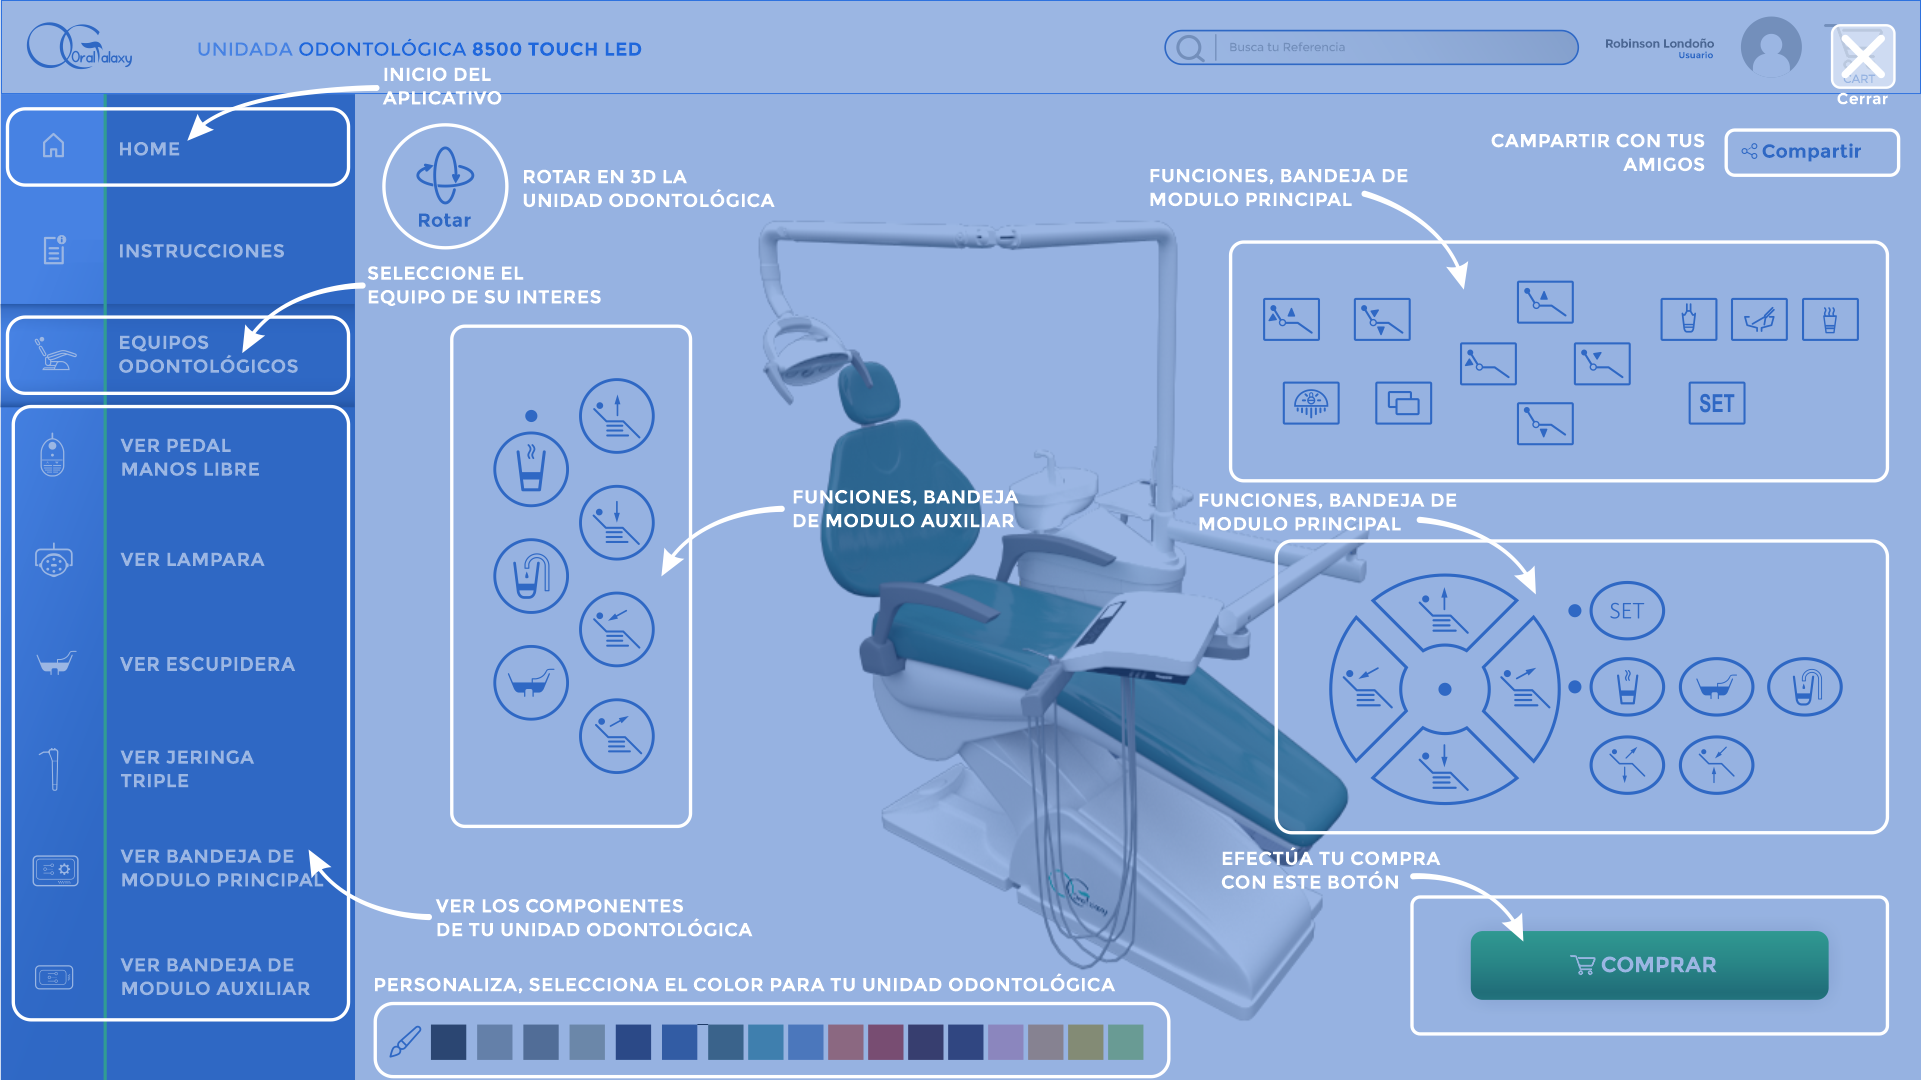 OralGalaxy
UNIDADA ODONTOLÓGICA 8500 TOUCH LED
Busca tu Referencia
Robinson Londoño
Usuario
CART
Cerrar
INICIO DEL
APLICATIVO
HOME
INSTRUCCIONES
EQUIPOS
ODONTOLÓGICOS
VER PEDAL
MANOS LIBRE
VER LAMPARA
VER ESCUPIDERA
VER JERINGA
TRIPLE
VER BANDEJA DE
MODULO PRINCIPAL
VER BANDEJA DE
MODULO AUXILIAR
Rotar
ROTAR EN 3D LA
UNIDAD ODONTOLÓGICA
SELECCIONE EL
EQUIPO DE SU INTERES
CAMPARTIR CON TUS
AMIGOS
Compartir
FUNCIONES, BANDEJA DE
MODULO PRINCIPAL
SET
FUNCIONES, BANDEJA
DE MODULO AUXILIAR
FUNCIONES, BANDEJA DE
MODULO PRINCIPAL
SET
EFECTÚA TU COMPRA
CON ESTE BOTÓN
COMPRAR
VER LOS COMPONENTES
DE TU UNIDAD ODONTOLÓGICA
PERSONALIZA, SELECCIONA EL COLOR PARA TU UNIDAD ODONTOLÓGICA